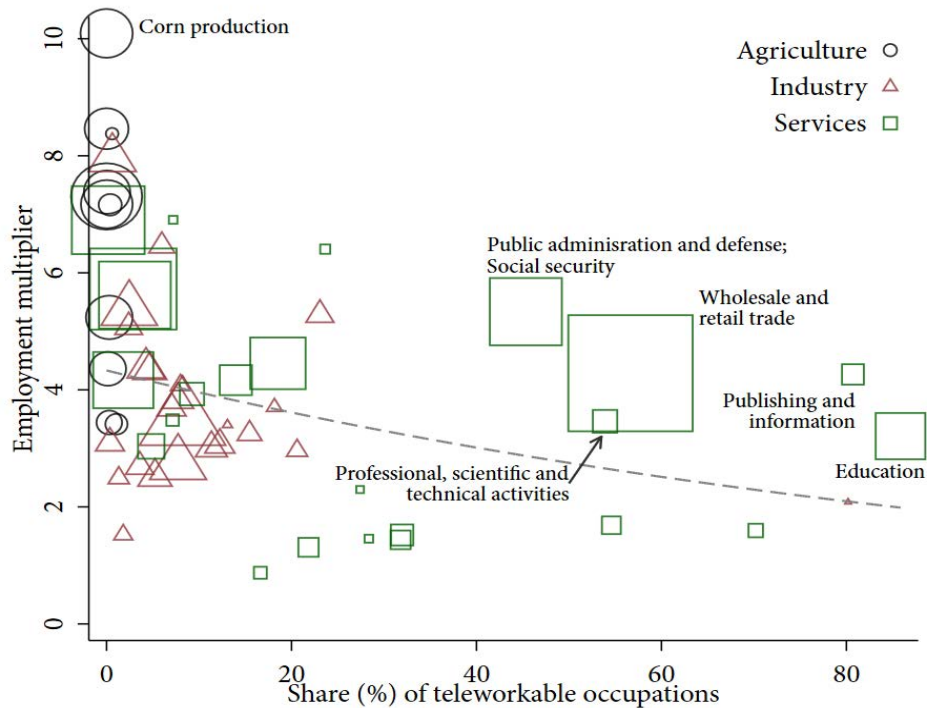 Corn production
Agriculture
Industry
Services
Public adminisration and defense;
Social security
Wholesale and
retail trade
Publishing and
information
Education
Professional, scientific and
technical activities
Employment multiplier
0
2
4
6
8
10
0
20
40
60
80
Share (%) of teleworkable occupations